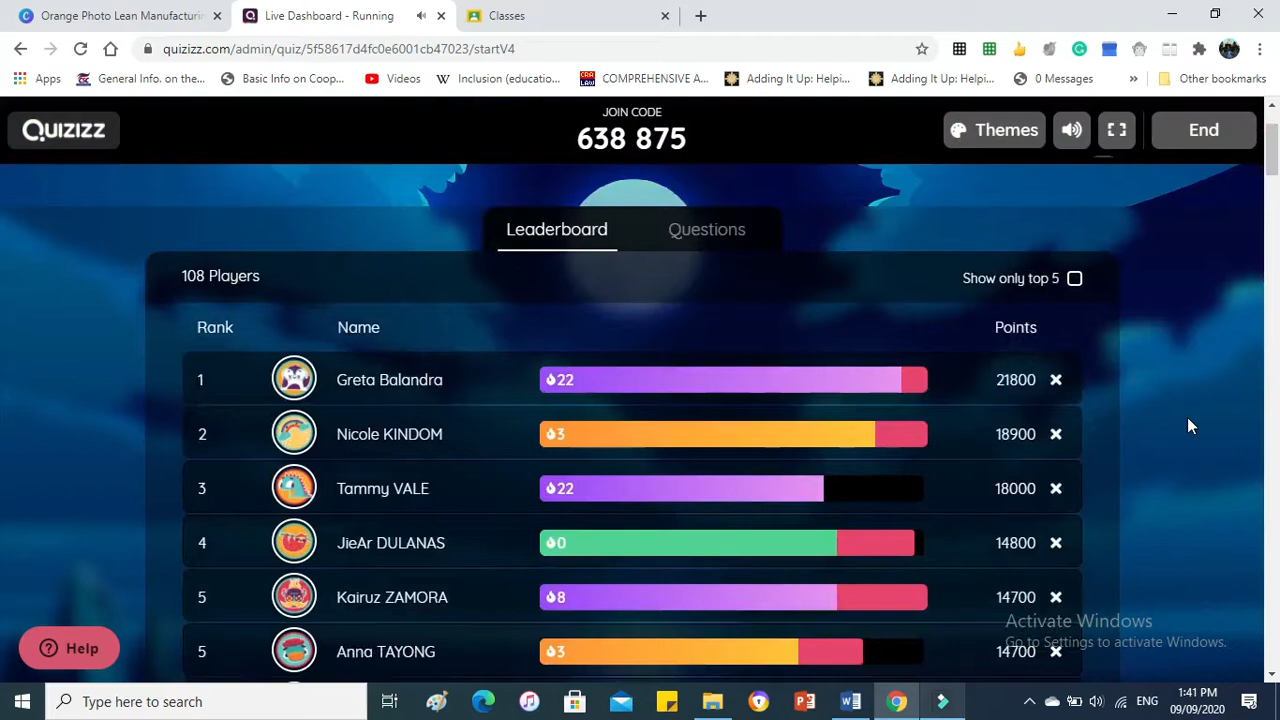 Orange Photo Lean Manufacturi
Live Dashboard - Running
Classes
quizizz.com/admin/quiz/5f58617d4fc0e6001cb47023/startV4
Apps
General Info. on the...
Basic Info on Coop...
Videos
Inclusion (educatio...
COMPREHENSIVE A...
Adding It Up: Helpi...
Adding It Up: Helpi...
0 Messages
Other bookmarks
Quizizz
JOIN CODE
638 875
Themes
End
Leaderboard
Questions
108 Players
Show only top 5
Rank Name Points
1 Greta Balandra 22 21800
2 Nicole KINDOM 3 18900
3 Tammy VALE 22 18000
4 JieAr DULANAS 0 14800
5 Kairuz ZAMORA 8 14700
5 Anna TAYONG 3 14700
Activate Windows
Go to Settings to activate Windows.
Help
Type here to search
ENG
1:41 PM
09/09/2020